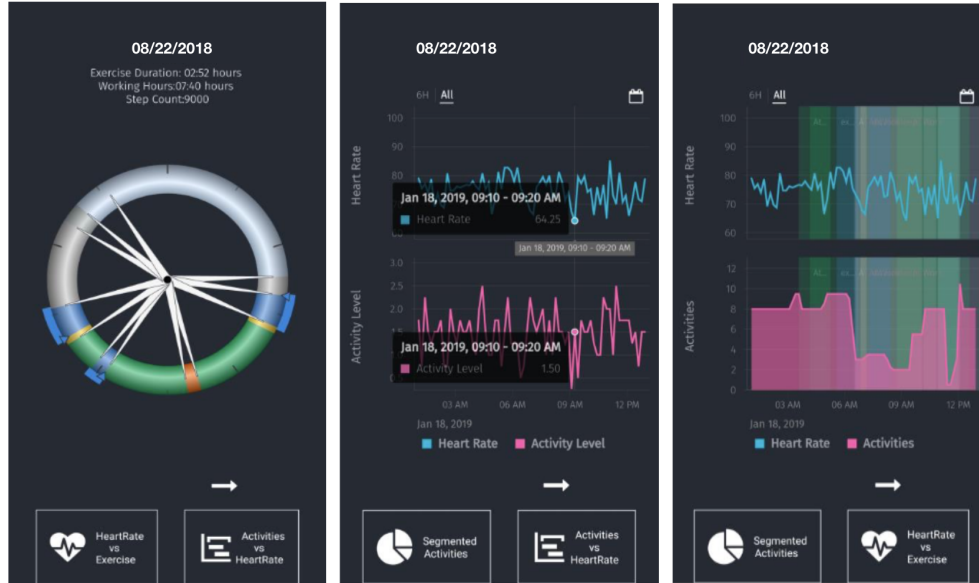 08/22/2018
Exercise Duration: 02:52 hours
Working Hours:07:40 hours
Step Count:9000
HeartRate
vs
Exercise
Activities
vs
HeartRate
08/22/2018
6H All
100
90
80
70
Heart Rate
Jan 18, 2019, 09:10 - 09:20 AM
Heart Rate 64.25
Jan 18, 2019, 09:10 - 09:20 AM
3.0
2.5
2.0
1.5
Activity Level
Jan 18, 2019, 09:10 - 09:20 AM
Activity Level 1.50
03 AM 06 AM 09 AM 12 PM
Jan 18, 2019
Heart Rate Activity Level
Segmented
Activities
Activities
vs
HeartRate
08/22/2018
6H All
100
90
80
70
60
Heart Rate
12
10
8
6
4
2
0
Activities
03 AM 06 AM 09 AM 12 PM
Jan 18, 2019
Heart Rate Activities
Segmented
Activities
HeartRate
vs
Exercise